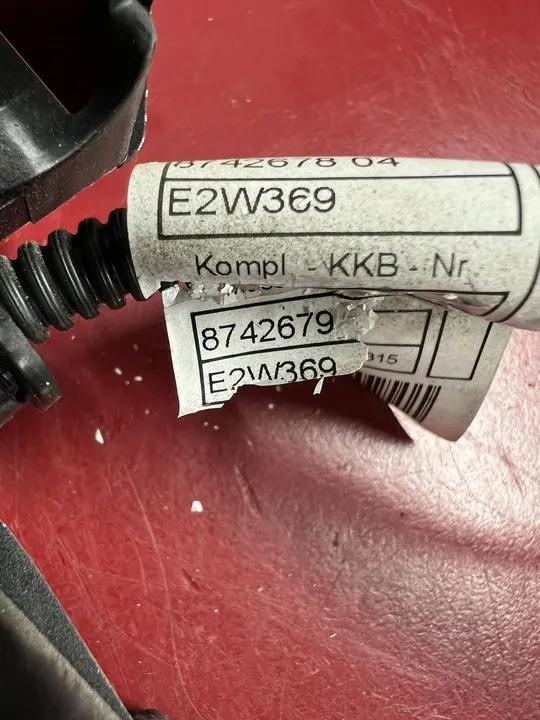 8742678 04
E2W369
Kompl. - KKB - Nr
8742679
315
E2W369